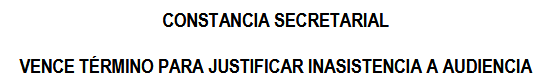 CONSTANCIA SECRETARIAL
VENCE TÉRMINO PARA JUSTIFICAR INASISTENCIA A AUDIENCIA